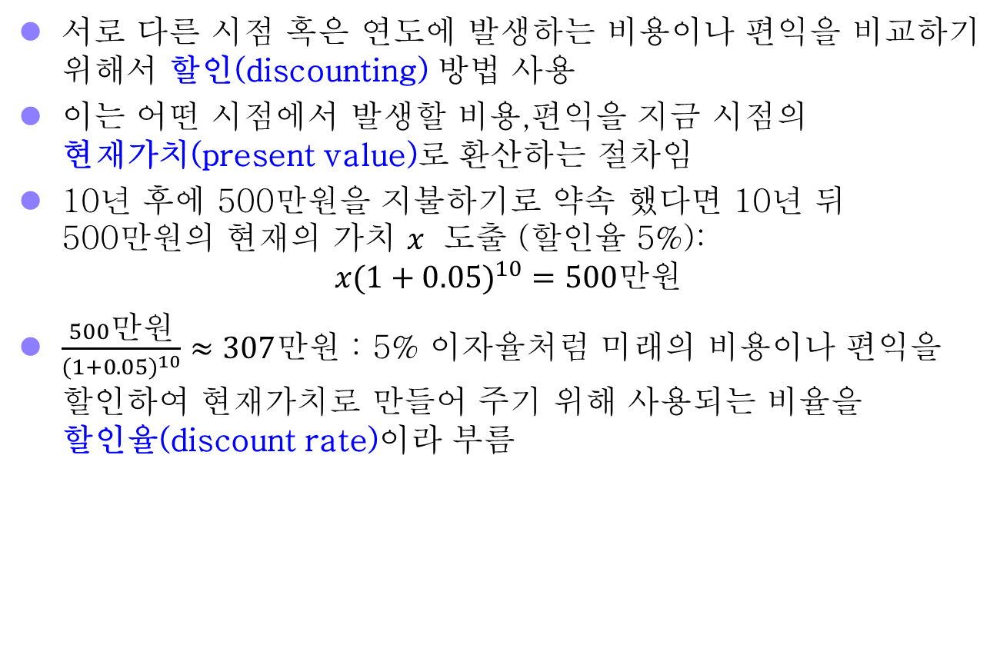 ● 서로 다른 시점 혹은 연도에 발생하는 비용이나 편익을 비교하기
위해서 할인(discounting) 방법 사용
● 이는 어떤 시점에서 발생할 비용,편익을 지금 시점의
현재가치(present value)로 환산하는 절차임
● 10년 후에 500만원을 지불하기로 약속 했다면 10년 뒤
500만원의 현재의 가치 x 도출 (할인율 5%):
x(1 + 0.05)¹⁰ = 500만원
● 500만원/(1+0.05)¹⁰ ≈ 307만원 : 5% 이자율처럼 미래의 비용이나 편익을
할인하여 현재가치로 만들어 주기 위해 사용되는 비율을
할인율(discount rate)이라 부름